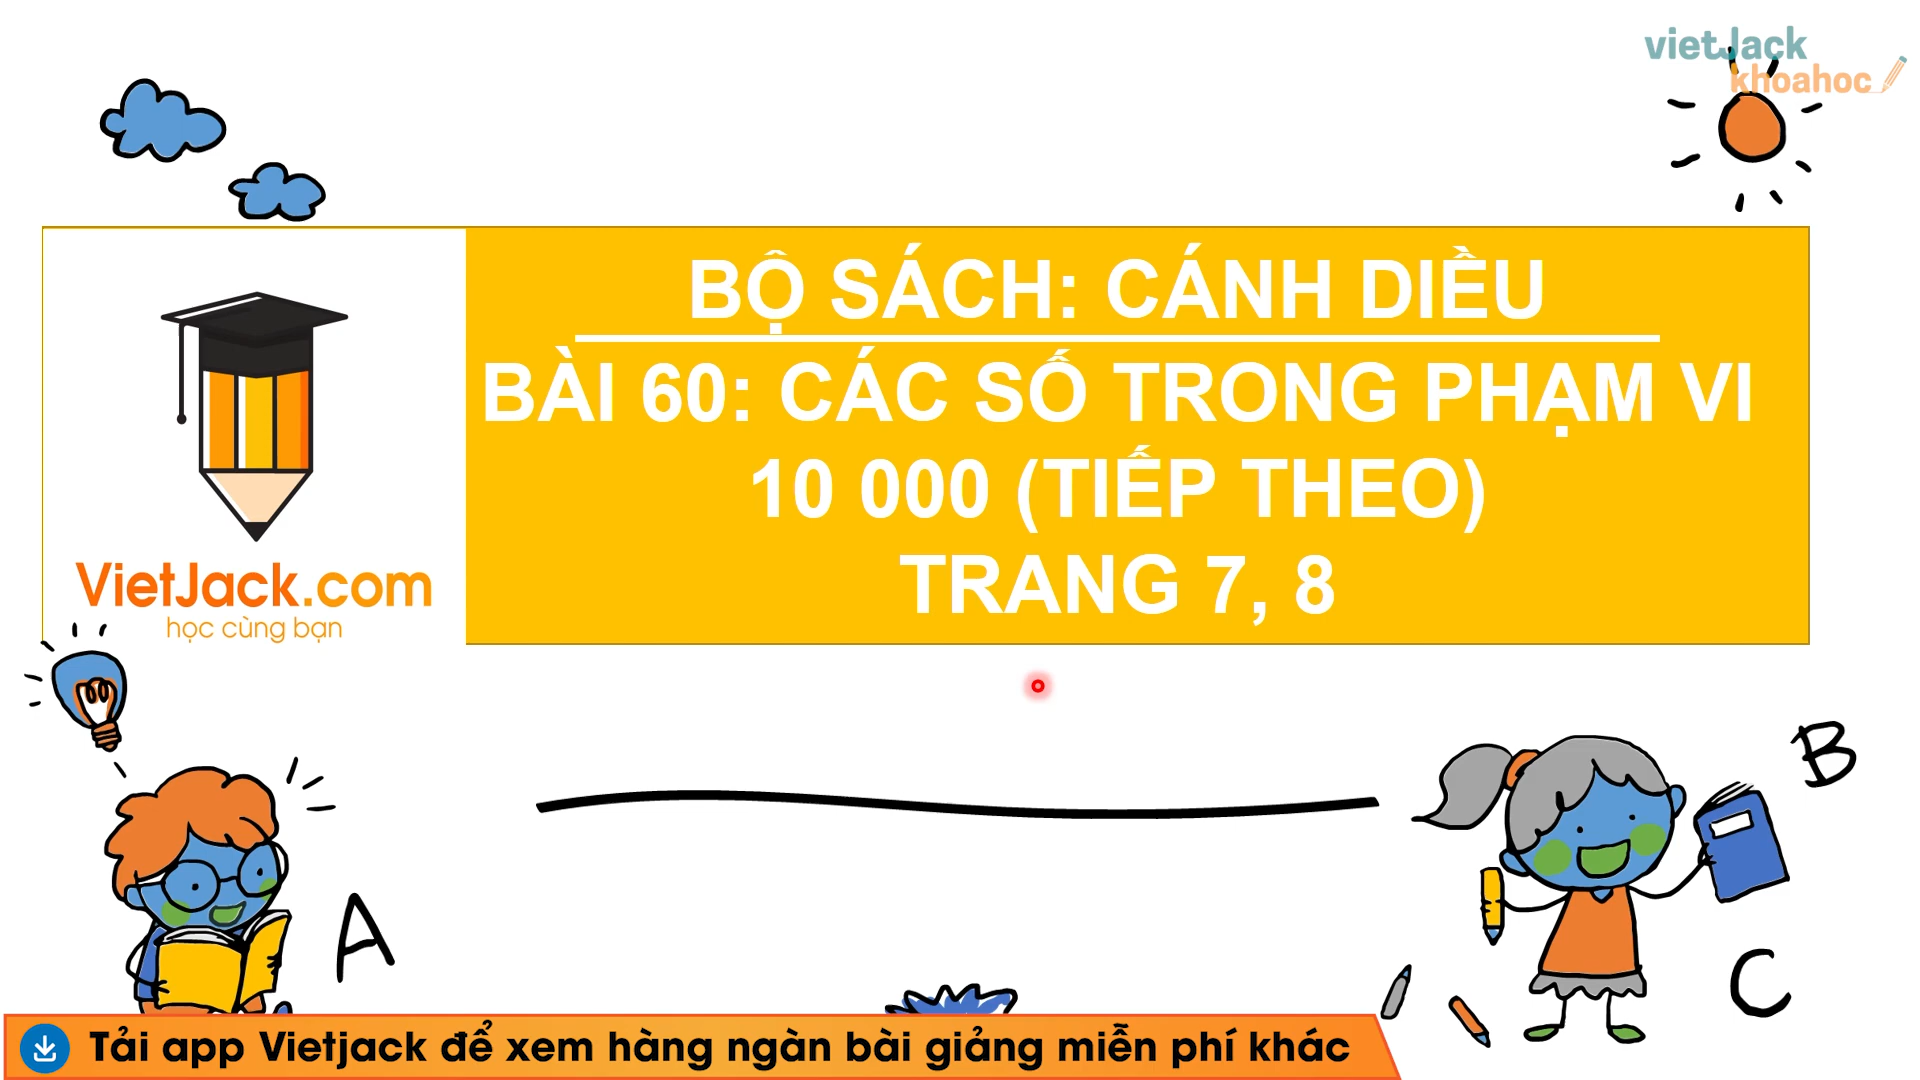 vietJack
khoahoc
BỘ SÁCH: CÁNH DIỀU
BÀI 60: CÁC SỐ TRONG PHẠM VI
10 000 (TIẾP THEO)
TRANG 7, 8
VietJack.com
học cùng bạn
B
A
C
Tải app Vietjack để xem hàng ngàn bài giảng miễn phí khác